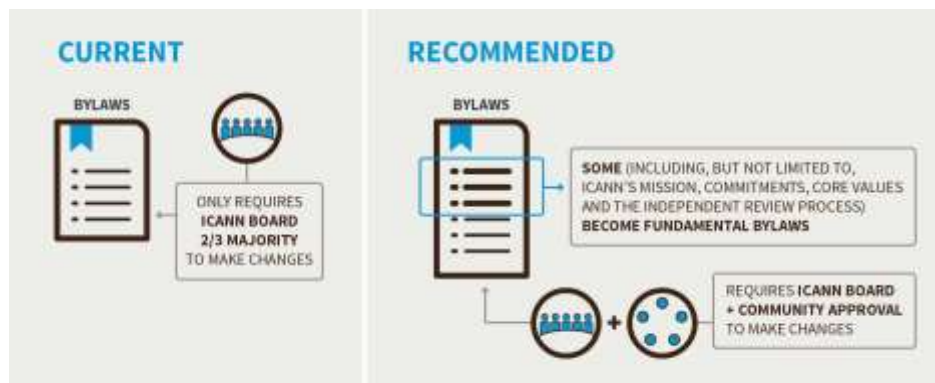 CURRENT
BYLAWS
ONLY REQUIRES
ICANN BOARD
2/3 MAJORITY
TO MAKE CHANGES
RECOMMENDED
BYLAWS
SOME (INCLUDING, BUT NOT LIMITED TO,
ICANN'S MISSION, COMMITMENTS, CORE VALUES
AND THE INDEPENDENT REVIEW PROCESS)
BECOME FUNDAMENTAL BYLAWS
+
REQUIRES ICANN BOARD
+ COMMUNITY APPROVAL
TO MAKE CHANGES